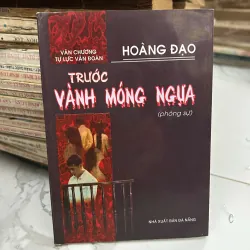 VĂN CHƯƠNG
TỰ LỰC VĂN ĐOÀN
HOÀNG ĐẠO
TRƯỚC
VÀNH MÓNG NGỰA
(phóng sự)
NHÀ XUẤT BẢN ĐÀ NẴNG